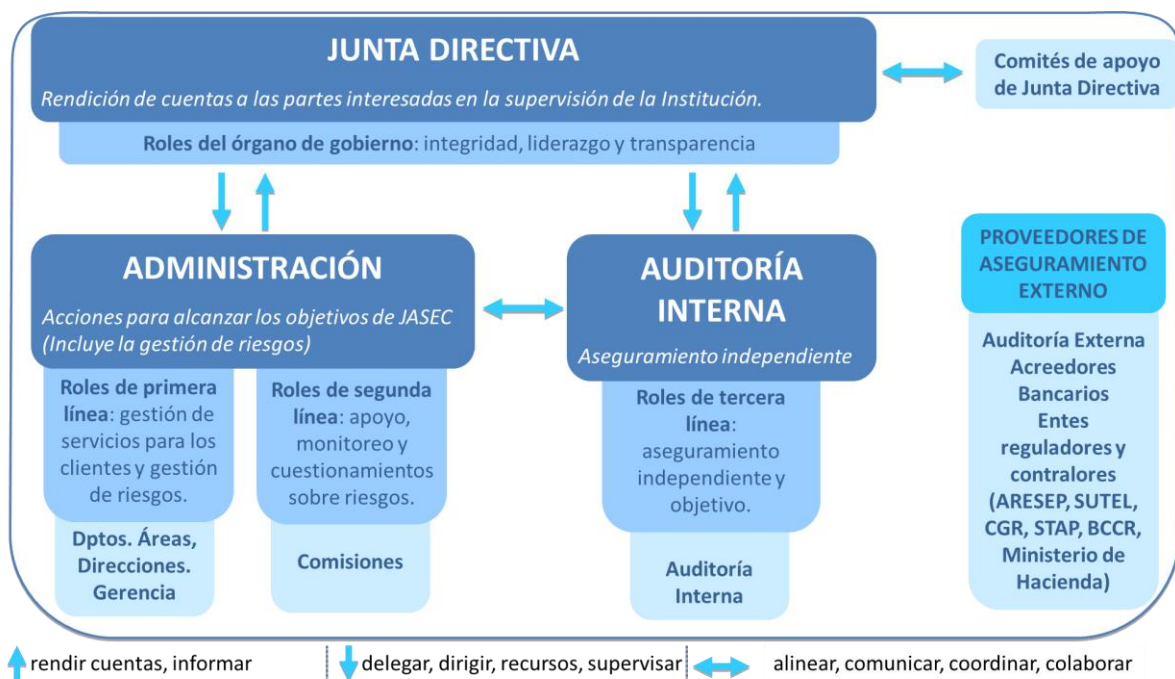 JUNTA DIRECTIVA
Rendición de cuentas a las partes interesadas en la supervisión de la Institución.
Roles del órgano de gobierno: integridad, liderazgo y transparencia
Comités de apoyo
de Junta Directiva
ADMINISTRACIÓN
Acciones para alcanzar los objetivos de JASEC
(Incluye la gestión de riesgos)
Roles de primera
línea: gestión de
servicios para los
clientes y gestión
de riesgos.
Dptos. Áreas,
Direcciones.
Gerencia
Roles de segunda
línea: apoyo,
monitoreo y
cuestionamientos
sobre riesgos.
Comisiones
AUDITORÍA
INTERNA
Aseguramiento independiente
Roles de tercera
línea:
aseguramiento
independiente y
objetivo.
Auditoría
Interna
PROVEEDORES DE
ASEGURAMIENTO
EXTERNO
Auditoría Externa
Acreedores
Bancarios
Entes
reguladores y
contralores
(ARESEP, SUTEL,
CGR, STAP, BCCR,
Ministerio de
Hacienda)
rendir cuentas, informar
delegar, dirigir, recursos, supervisar
alinear, comunicar, coordinar, colaborar